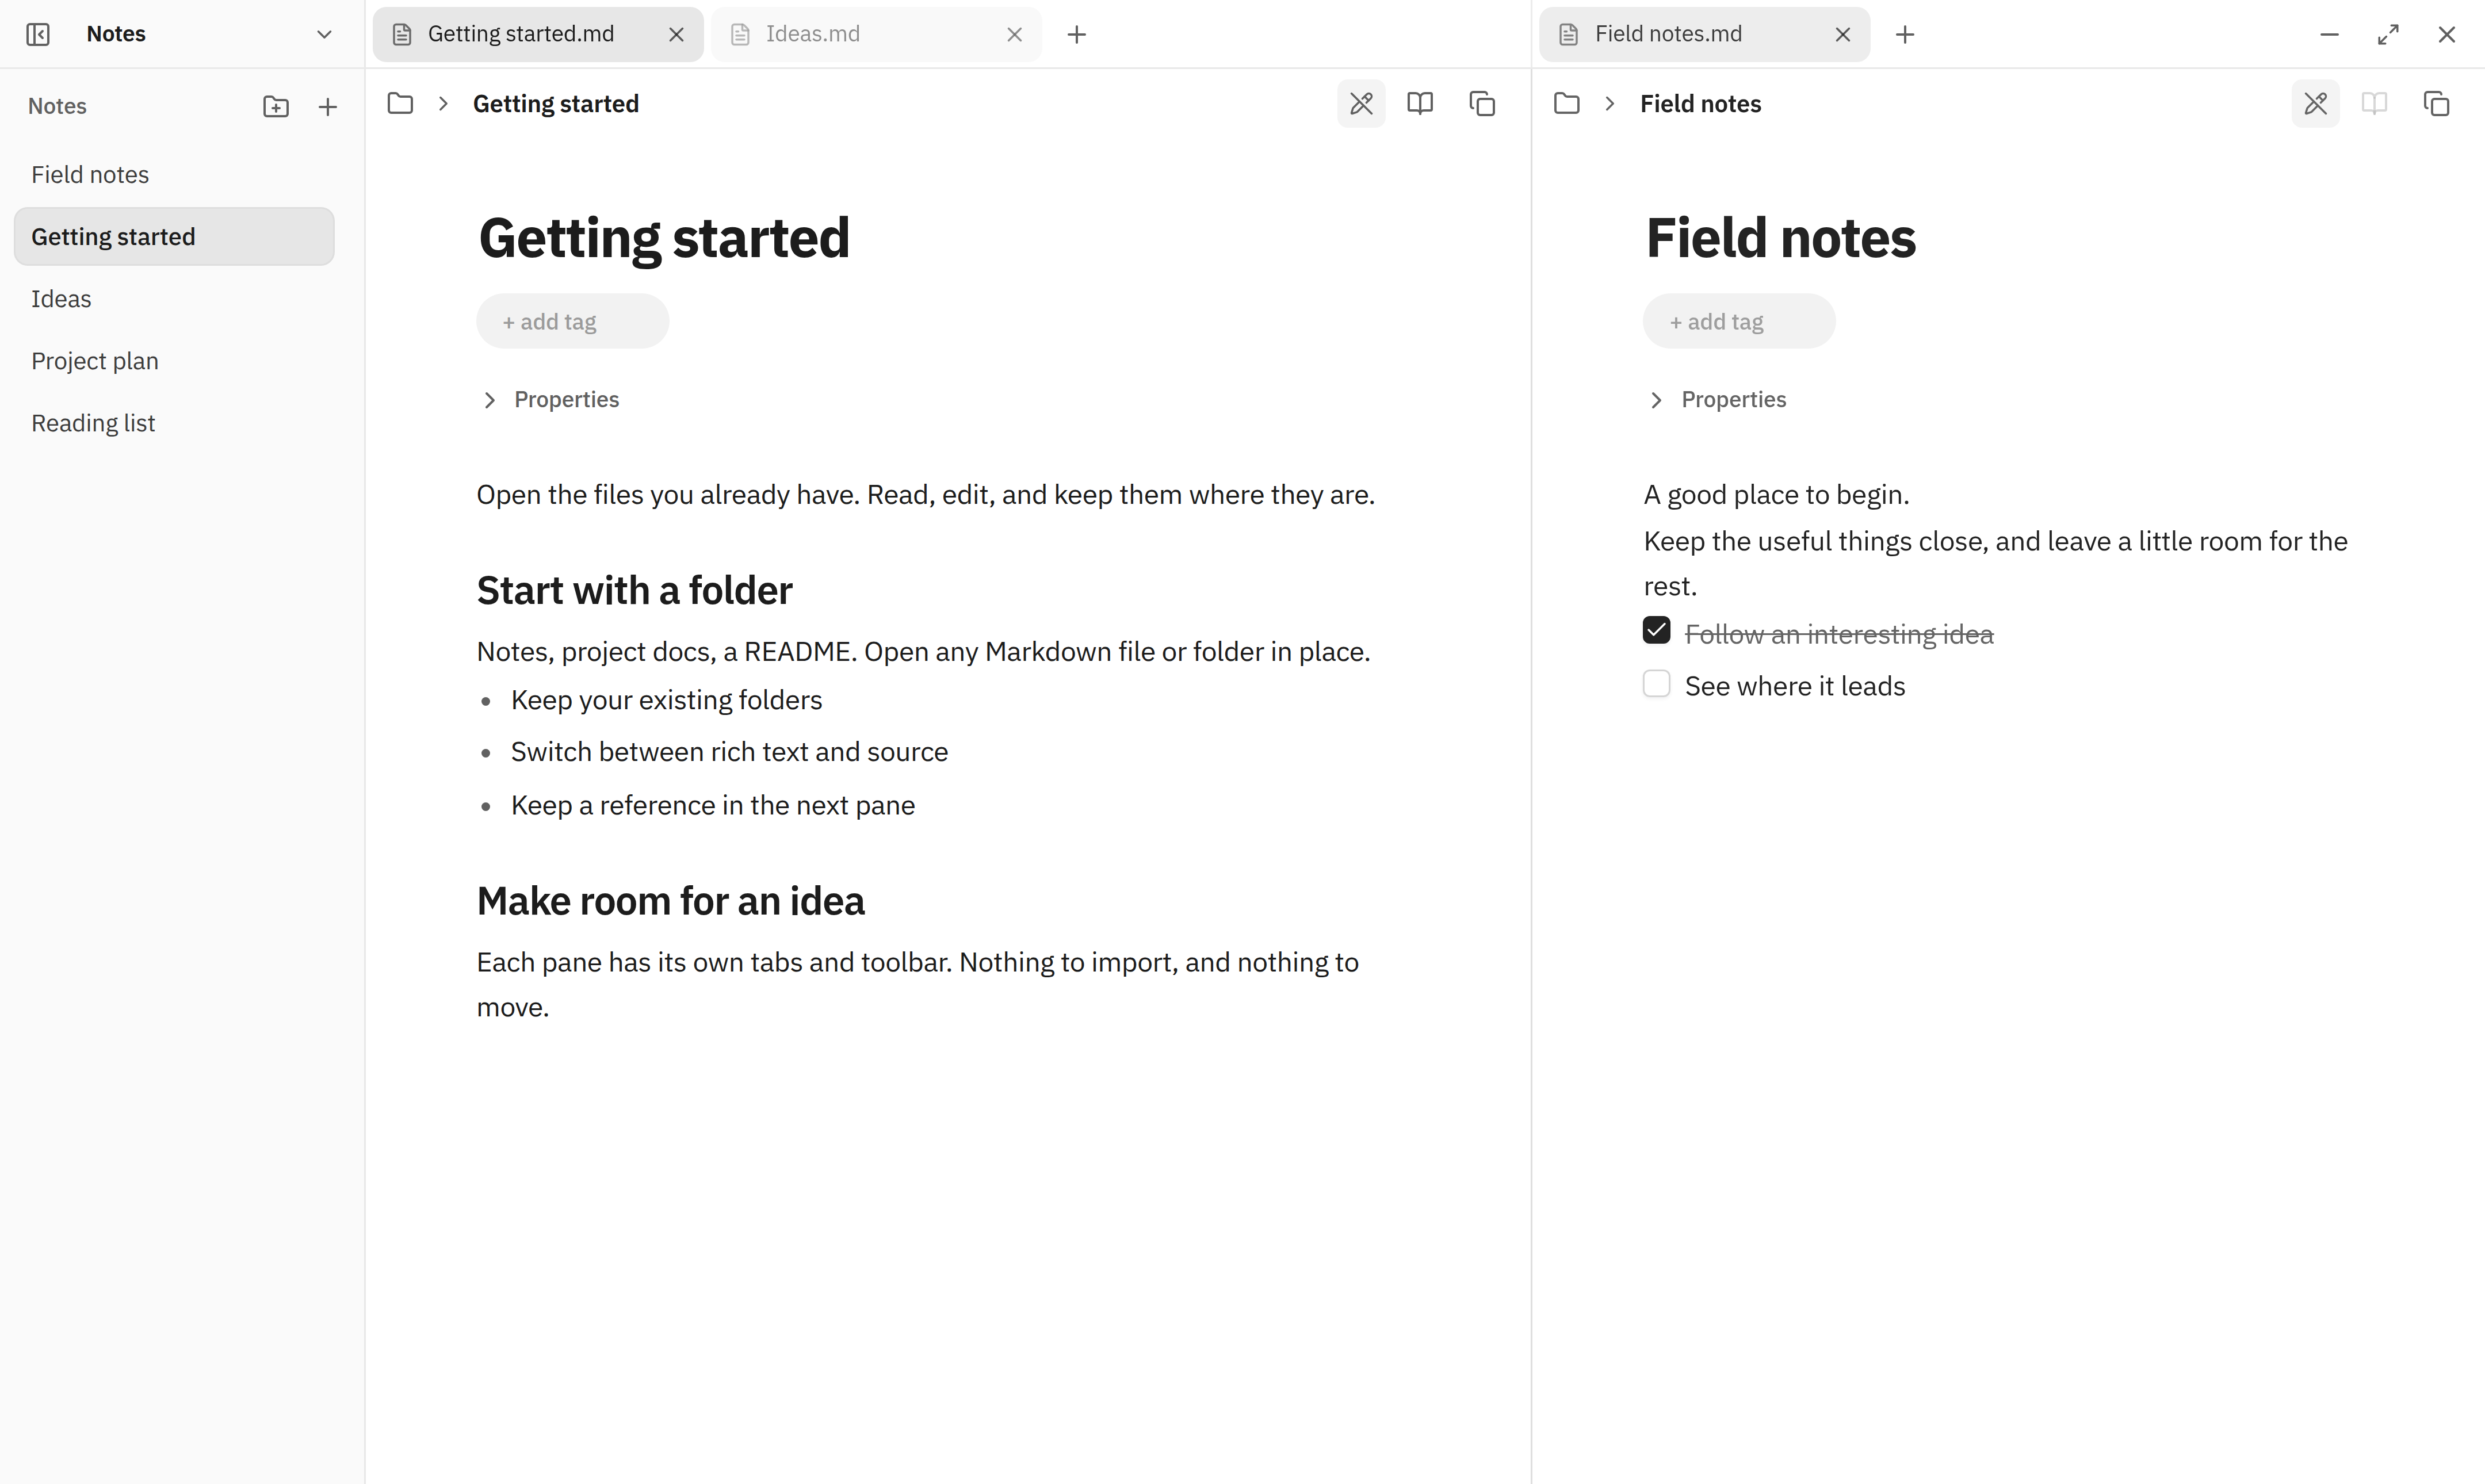 Notes
Notes
Field notes
Getting started
Ideas
Project plan
Reading list
Getting started.md
Ideas.md
Getting started
Getting started
+ add tag
Properties
Open the files you already have. Read, edit, and keep them where they are.
Start with a folder
Notes, project docs, a README. Open any Markdown file or folder in place.
Keep your existing folders
Switch between rich text and source
Keep a reference in the next pane
Make room for an idea
Each pane has its own tabs and toolbar. Nothing to import, and nothing to
move.
Field notes.md
Field notes
Field notes
+ add tag
Properties
A good place to begin.
Keep the useful things close, and leave a little room for the
rest.
Follow an interesting idea
See where it leads